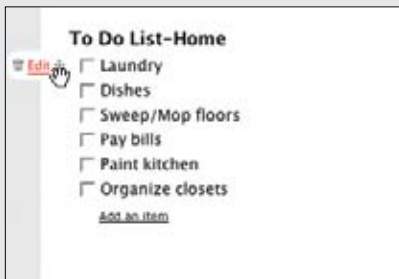 To Do List–Home
Edit
Laundry
Dishes
Sweep/Mop floors
Pay bills
Paint kitchen
Organize closets
Add an item